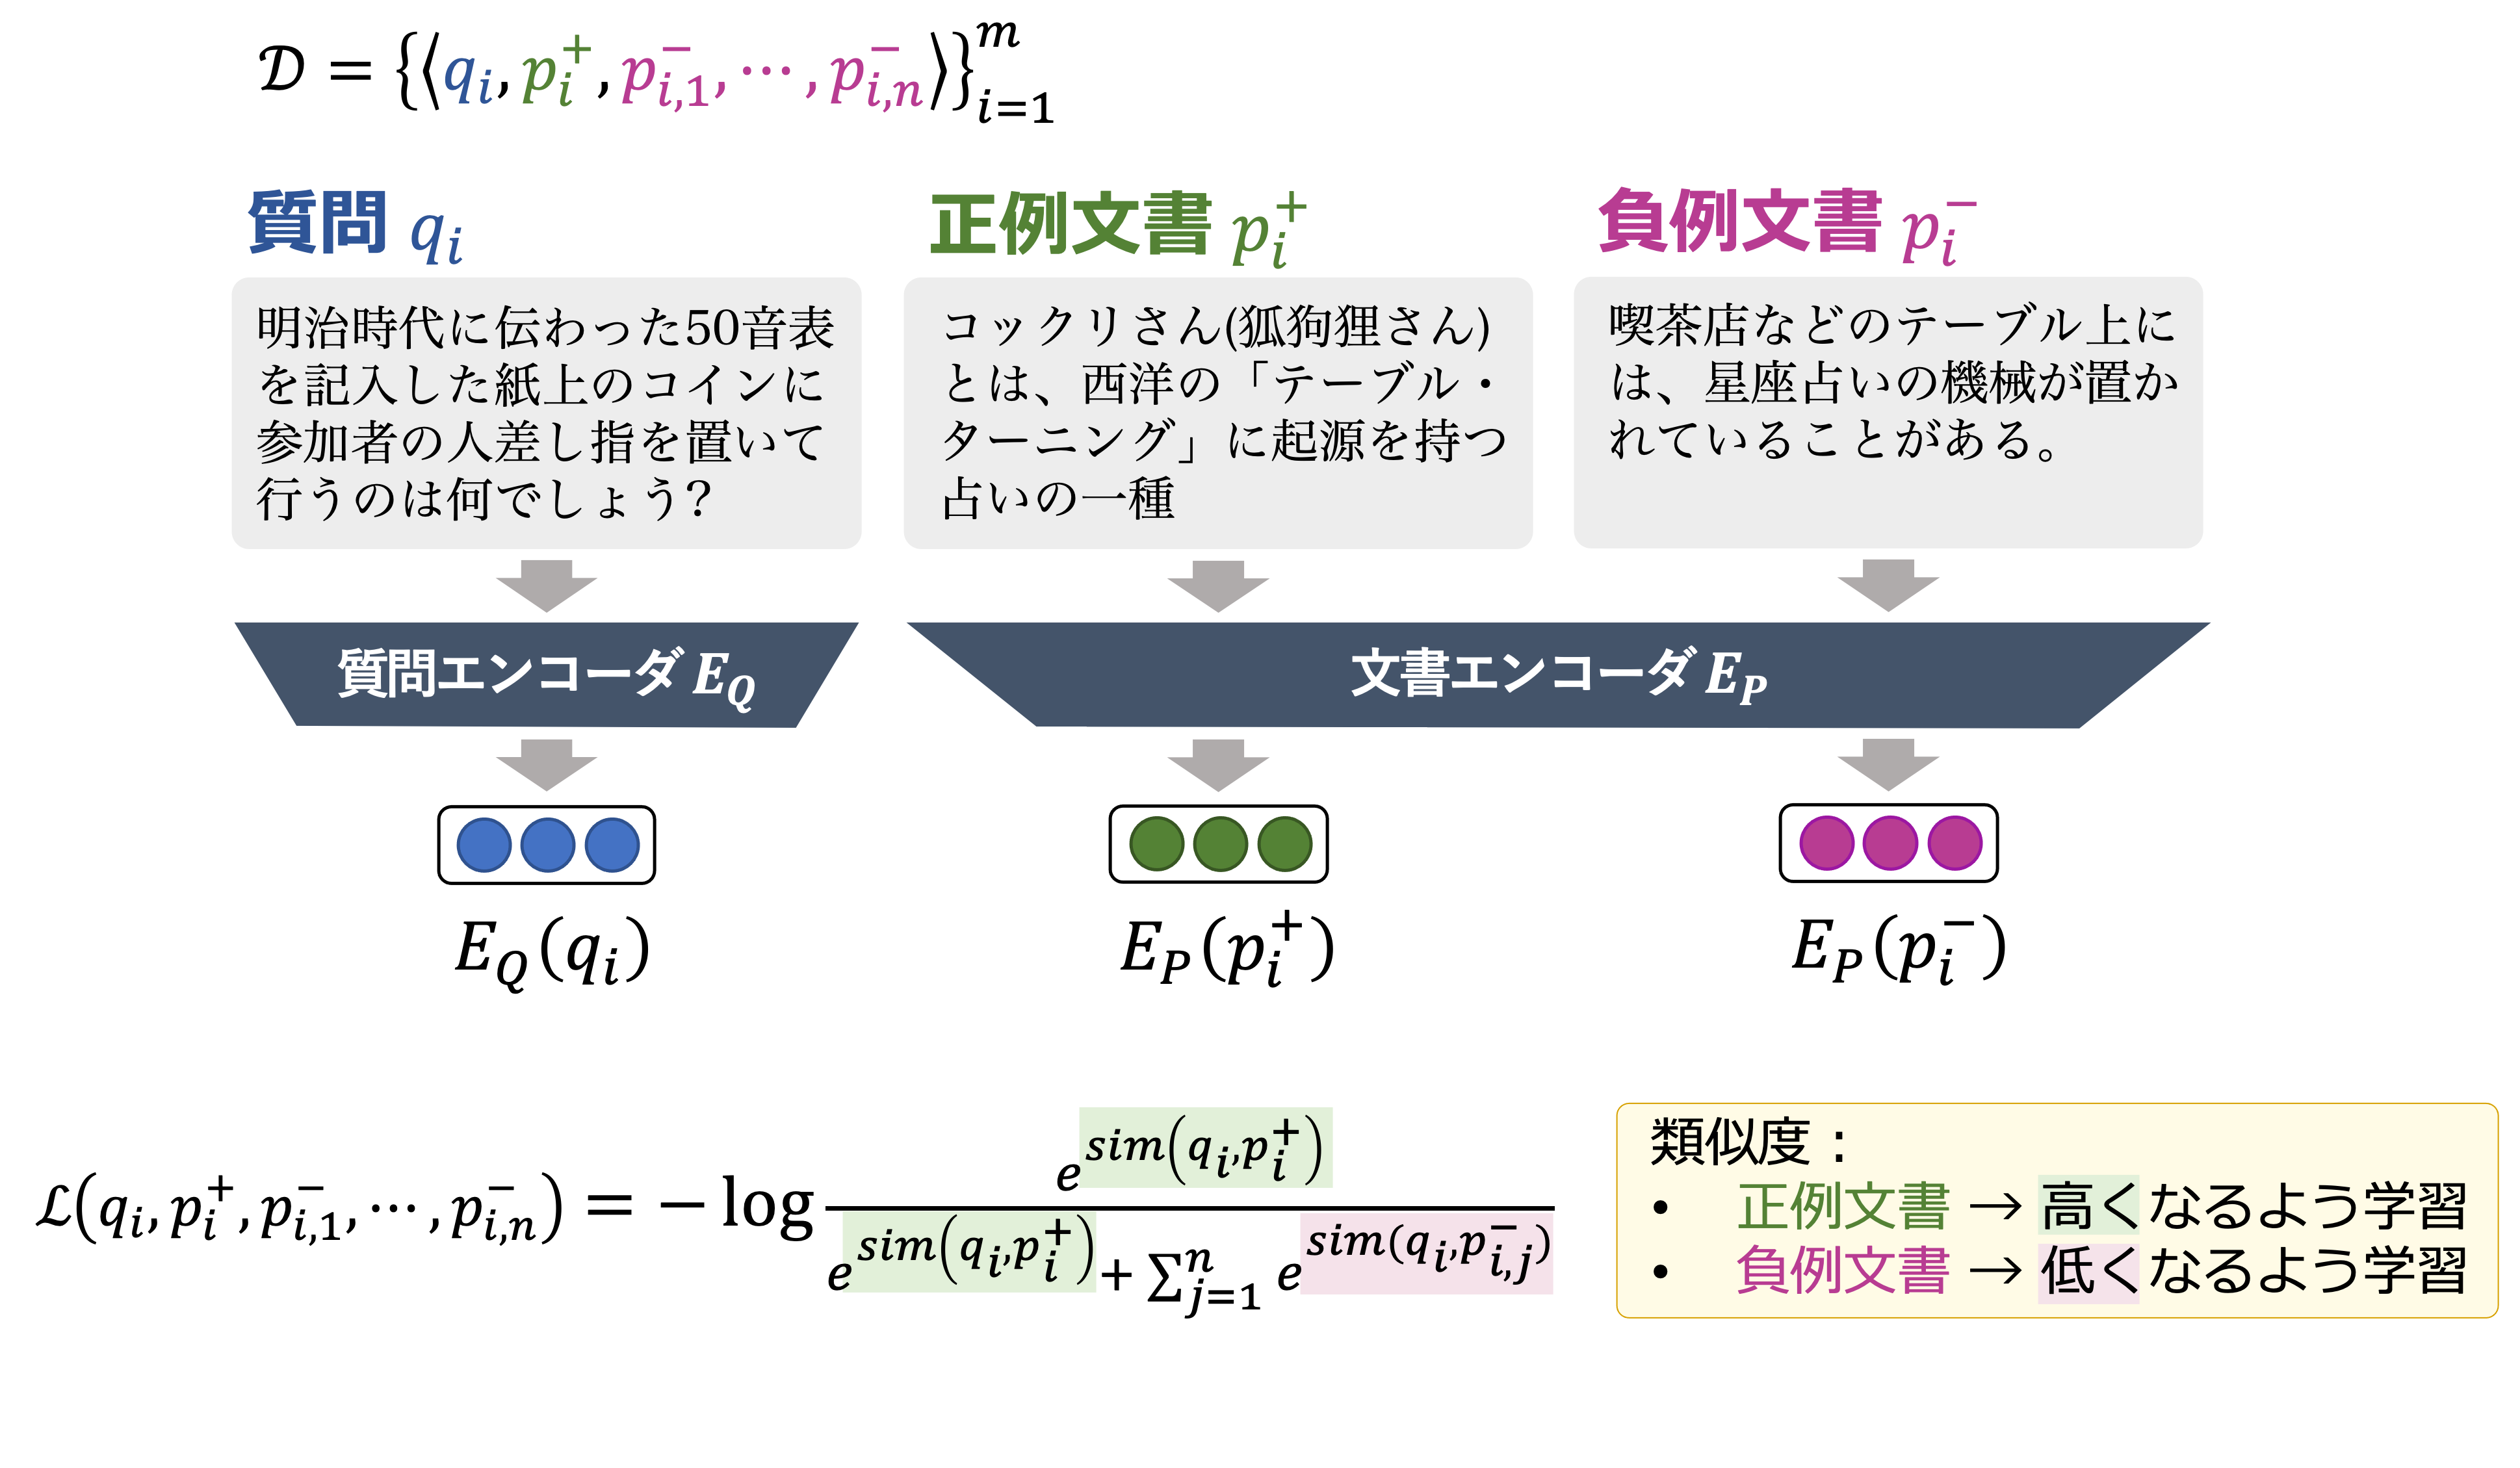 𝒟 = {⟨q_i, p_i^+, p_{i,1}^-, ⋯, p_{i,n}^-⟩}_{i=1}^m
質問 q_i
明治時代に伝わった50音表
を記入した紙上のコインに
参加者の人差し指を置いて
行うのは何でしょう？
正例文書 p_i^+
コックリさん(狐狗狸さん)
とは、西洋の「テーブル・
ターニング」に起源を持つ
占いの一種
負例文書 p_i^-
喫茶店などのテーブル上に
は、星座占いの機械が置か
れていることがある。
質問エンコーダ E_Q
文書エンコーダ E_P
E_Q(q_i)
E_P(p_i^+)
E_P(p_i^-)
ℒ(q_i, p_i^+, p_{i,1}^-, ⋯, p_{i,n}^-) = −log e^{sim(q_i, p_i^+)} / (e^{sim(q_i, p_i^+)} + ∑_{j=1}^n e^{sim(q_i, p_{i,j}^-)})
類似度：
• 正例文書 → 高くなるよう学習
• 負例文書 → 低くなるよう学習